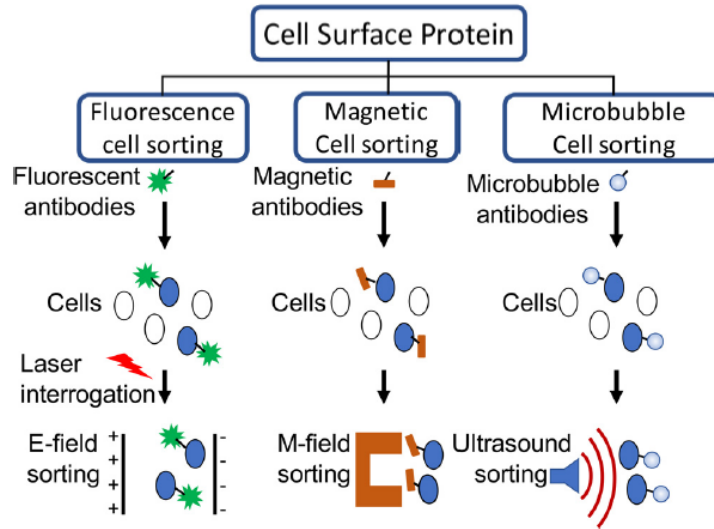 Cell Surface Protein
Fluorescence
cell sorting
Magnetic
Cell sorting
Microbubble
Cell sorting
Fluorescent
antibodies
Magnetic
antibodies
Microbubble
antibodies
Cells
Cells
Cells
Laser
interrogation
E-field
sorting
+
+
+
+
-
-
-
-
M-field
sorting
Ultrasound
sorting